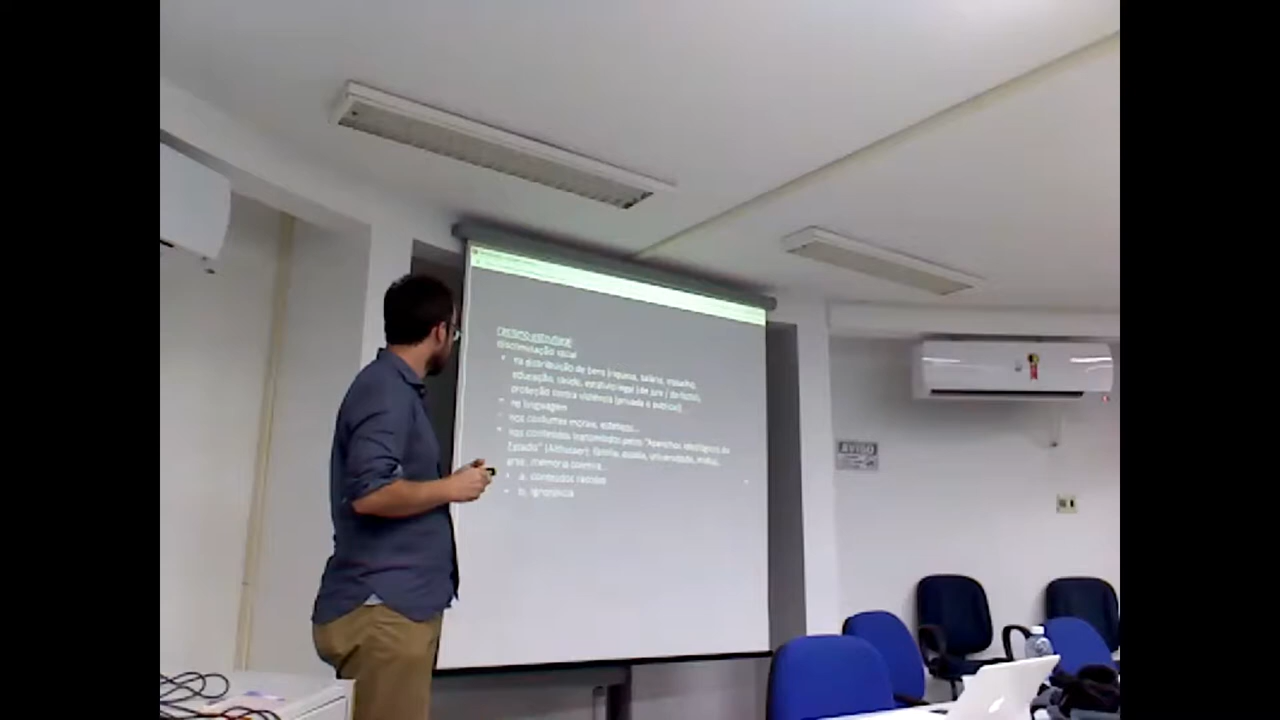 discriminação racial
• na distribuição de bens (riqueza, salário, trabalho,
educação, saúde, estatuto legal (de jure / de facto),
proteção contra violência (privada e pública))
• na linguagem
• nos costumes morais, estéticos...
• nos conteúdos transmitidos pelos "Aparelhos ideológicos do
Estado" (Althusser): família, escola, universidade, mídia,
arte, memória coletiva...
• a. conteúdos racistas
• b. ignorância
AVISO